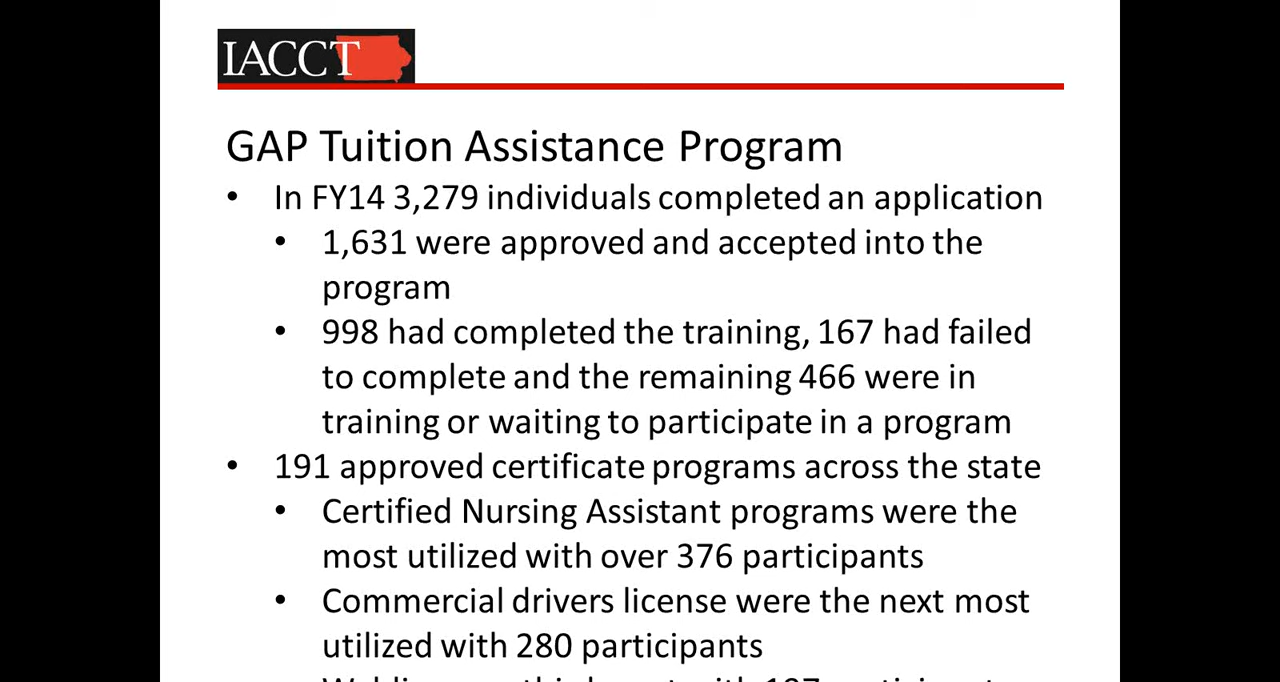 IACCT
GAP Tuition Assistance Program
• In FY14 3,279 individuals completed an application
• 1,631 were approved and accepted into the
program
• 998 had completed the training, 167 had failed
to complete and the remaining 466 were in
training or waiting to participate in a program
• 191 approved certificate programs across the state
• Certified Nursing Assistant programs were the
most utilized with over 376 participants
• Commercial drivers license were the next most
utilized with 280 participants